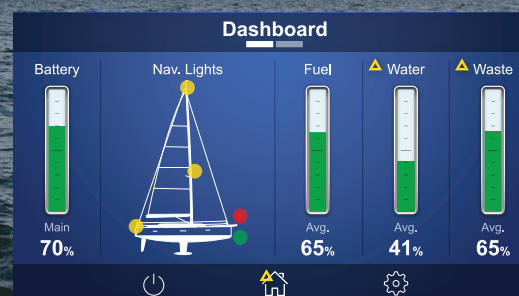 Dashboard
Battery
Nav. Lights
Fuel
Water
Waste
Main
70%
Avg.
65%
Avg.
41%
Avg.
65%